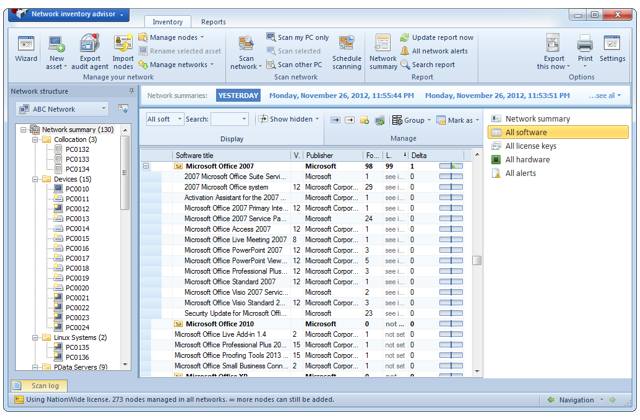 Network inventory advisor
Inventory Reports
Wizard
New asset
Export audit agent
Import nodes
Manage nodes
Rename selected asset
Manage networks
Manage your network
Scan network
Scan my PC only
Scan selected
Scan other PC
Schedule scanning
Scan network
Network summary
Update report now
All network alerts
Search report
Report
Export this now
Print
Settings
Options
Network structure
ABC Network
Network summary (130)
Collocation (3)
PC0132
PC0133
PC0134
Devices (15)
PC0010
PC0011
PC0012
PC0013
PC0014
PC0015
PC0016
PC0017
PC0018
PC0019
PC0020
PC0021
PC0022
PC0023
PC0024
Linux Systems (2)
PC0135
PC0136
PData Servers (9)
Network summaries: YESTERDAY Monday, November 26, 2012, 11:55:44 PM Monday, November 26, 2012, 11:53:51 PM ...see all
All soft Search: Show hidden
Display
Group Mark as
Manage
Software title V. Publisher Fo... L. Delta
Microsoft Office 2007 Microsoft 98 99 1
2007 Microsoft Office Suite Servi... Microsoft 1 see i... 0
2007 Microsoft Office system 12 Microsoft Corpor... 29 see i... 0
Activation Assistant for the 2007 ... Microsoft 1 see i... 0
Microsoft Office 2007 Primary Inte... 12 Microsoft Corpor... 1 see i... 0
Microsoft Office 2007 Service Pa... Microsoft 24 see i... 0
Microsoft Office Access 2007 12 Microsoft Corpor... 1 see i... 0
Microsoft Office Live Meeting 2007 8 Microsoft Corpor... 1 see i... 0
Microsoft Office PowerPoint 2007 12 Microsoft Corpor... 3 see i... 0
Microsoft Office PowerPoint View... 12 Microsoft Corpor... 5 see i... 0
Microsoft Office Professional Plus... 12 Microsoft Corpor... 3 see i... 0
Microsoft Office Standard 2007 12 Microsoft Corpor... 1 see i... 0
Microsoft Office Visio 2007 Servic... Microsoft 2 see i... 0
Microsoft Office Visio Standard 2... 12 Microsoft Corpor... 3 see i... 0
Security Update for Microsoft Offi... Microsoft 23 see i... 0
Microsoft Office 2010 Microsoft 0 not ... 0
Microsoft Office Live Add-in 1.4 2 Microsoft Corpor... 1 not set 0
Microsoft Office Professional Plus 20... 15 Microsoft Corpor... 1 not set 0
Microsoft Office Proofing Tools 2013 ... 15 Microsoft Corpor... 1 not set 0
Microsoft Office Small Business Conn... 2 Microsoft Corpor... 1 not set 0
Microsoft Office XP
Network summary
All software
All license keys
All hardware
All alerts
Scan log
Using NationWide license. 273 nodes managed in all networks. ∞ more nodes can still be added.
Navigation